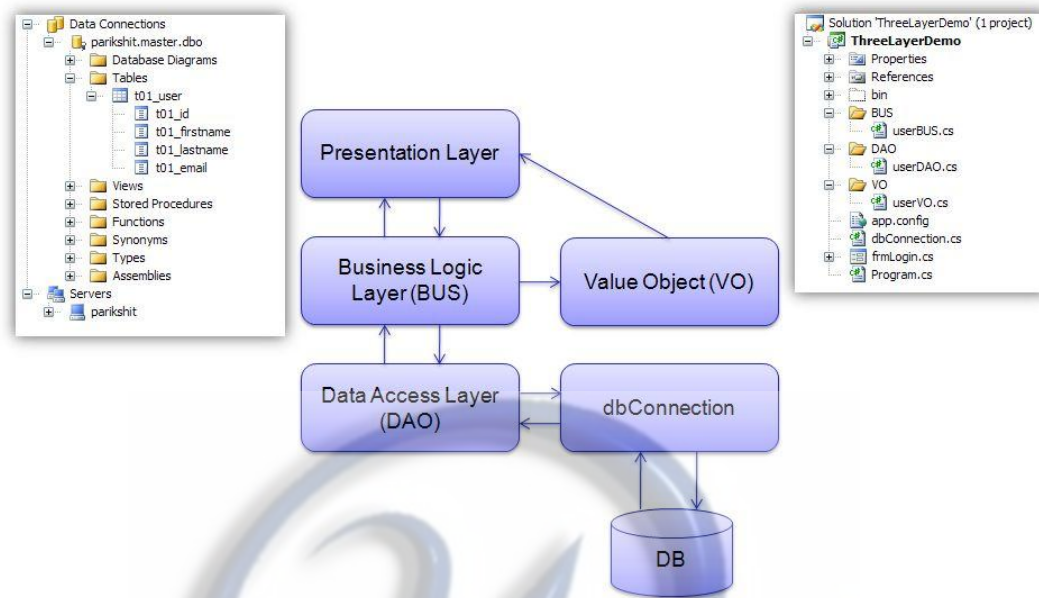 Data Connections
parikshit.master.dbo
Database Diagrams
Tables
t01_user
t01_id
t01_firstname
t01_lastname
t01_email
Views
Stored Procedures
Functions
Synonyms
Types
Assemblies
Servers
parikshit
Presentation Layer
Business Logic
Layer (BUS)
Value Object (VO)
Data Access Layer
(DAO)
dbConnection
DB
Solution 'ThreeLayerDemo' (1 project)
ThreeLayerDemo
Properties
References
bin
BUS
userBUS.cs
DAO
userDAO.cs
VO
userVO.cs
app.config
dbConnection.cs
frmLogin.cs
Program.cs